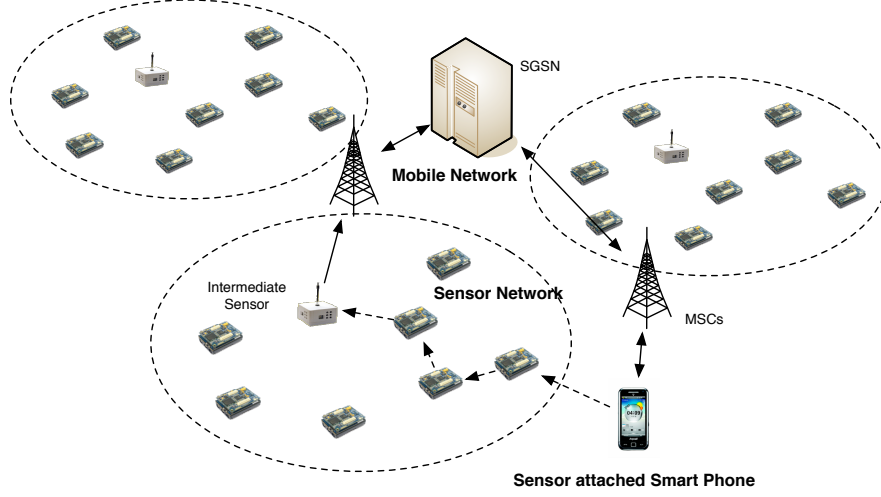 SGSN
Mobile Network
Intermediate
Sensor
Sensor Network
MSCs
Sensor attached Smart Phone